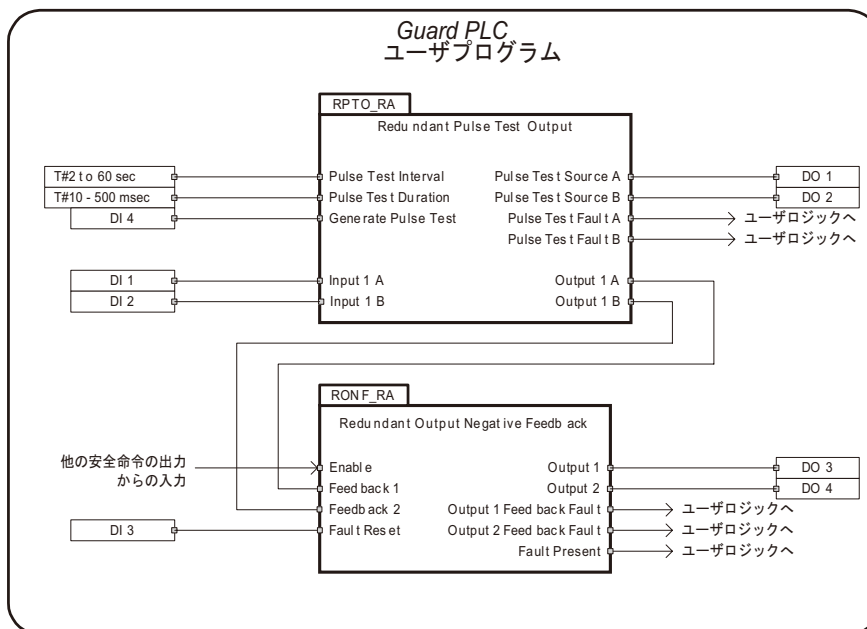 Guard PLC
ユーザプログラム
RPTO_RA
Redundant Pulse Test Output
T#2 to 60 sec
Pulse Test Interval
Pulse Test Source A
DO 1
T#10 - 500 msec
Pulse Test Duration
Pulse Test Source B
DO 2
DI 4
Generate Pulse Test
Pulse Test Fault A
ユーザロジックへ
Pulse Test Fault B
ユーザロジックへ
DI 1
Input 1 A
Output 1 A
DI 2
Input 1 B
Output 1 B
RONF_RA
Redundant Output Negative Feedback
他の安全命令の出力
からの入力
Enable
Output 1
DO 3
Feedback 1
Output 2
DO 4
Feedback 2
Output 1 Feedback Fault
ユーザロジックへ
DI 3
Fault Reset
Output 2 Feedback Fault
ユーザロジックへ
Fault Present
ユーザロジックへ